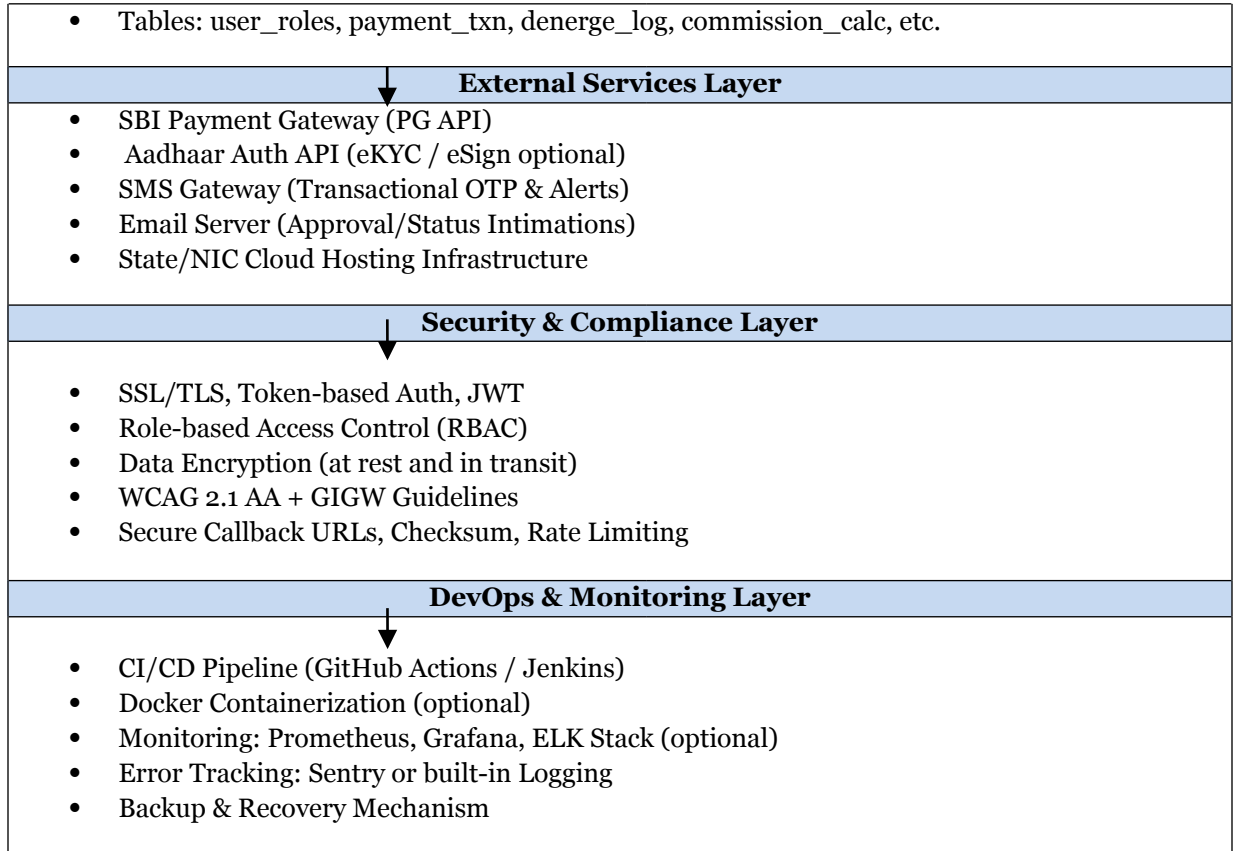 • Tables: user_roles, payment_txn, denerge_log, commission_calc, etc.
External Services Layer
• SBI Payment Gateway (PG API)
• Aadhaar Auth API (eKYC / eSign optional)
• SMS Gateway (Transactional OTP & Alerts)
• Email Server (Approval/Status Intimations)
• State/NIC Cloud Hosting Infrastructure
Security & Compliance Layer
• SSL/TLS, Token-based Auth, JWT
• Role-based Access Control (RBAC)
• Data Encryption (at rest and in transit)
• WCAG 2.1 AA + GIGW Guidelines
• Secure Callback URLs, Checksum, Rate Limiting
DevOps & Monitoring Layer
• CI/CD Pipeline (GitHub Actions / Jenkins)
• Docker Containerization (optional)
• Monitoring: Prometheus, Grafana, ELK Stack (optional)
• Error Tracking: Sentry or built-in Logging
• Backup & Recovery Mechanism